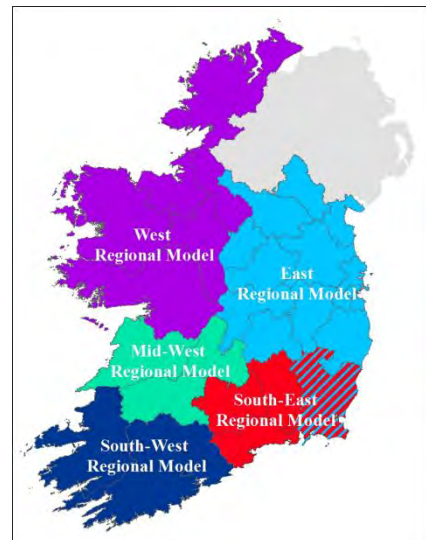 West
Regional Model
East
Regional Model
Mid-West
Regional Model
South-East
Regional Model
South-West
Regional Model